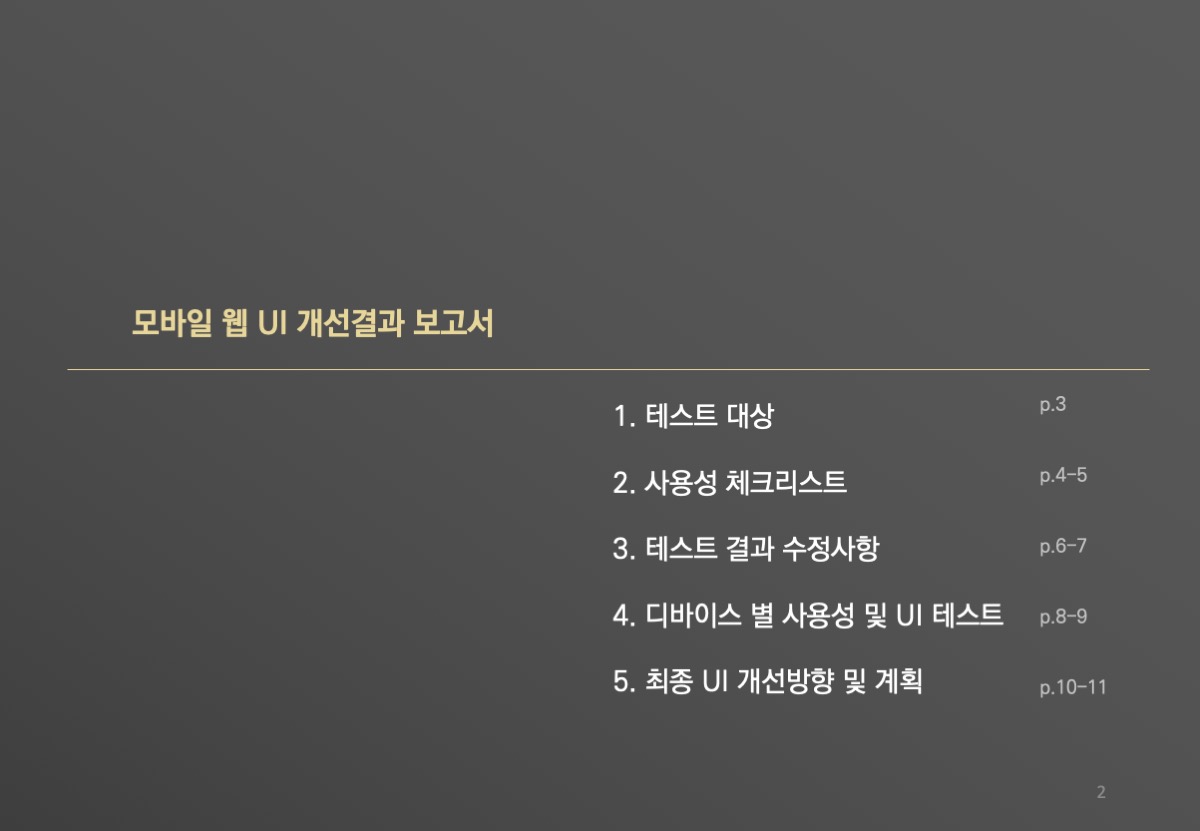 모바일 웹 UI 개선결과 보고서
1. 테스트 대상 p.3
2. 사용성 체크리스트 p.4-5
3. 테스트 결과 수정사항 p.6-7
4. 디바이스 별 사용성 및 UI 테스트 p.8-9
5. 최종 UI 개선방향 및 계획 p.10-11
2